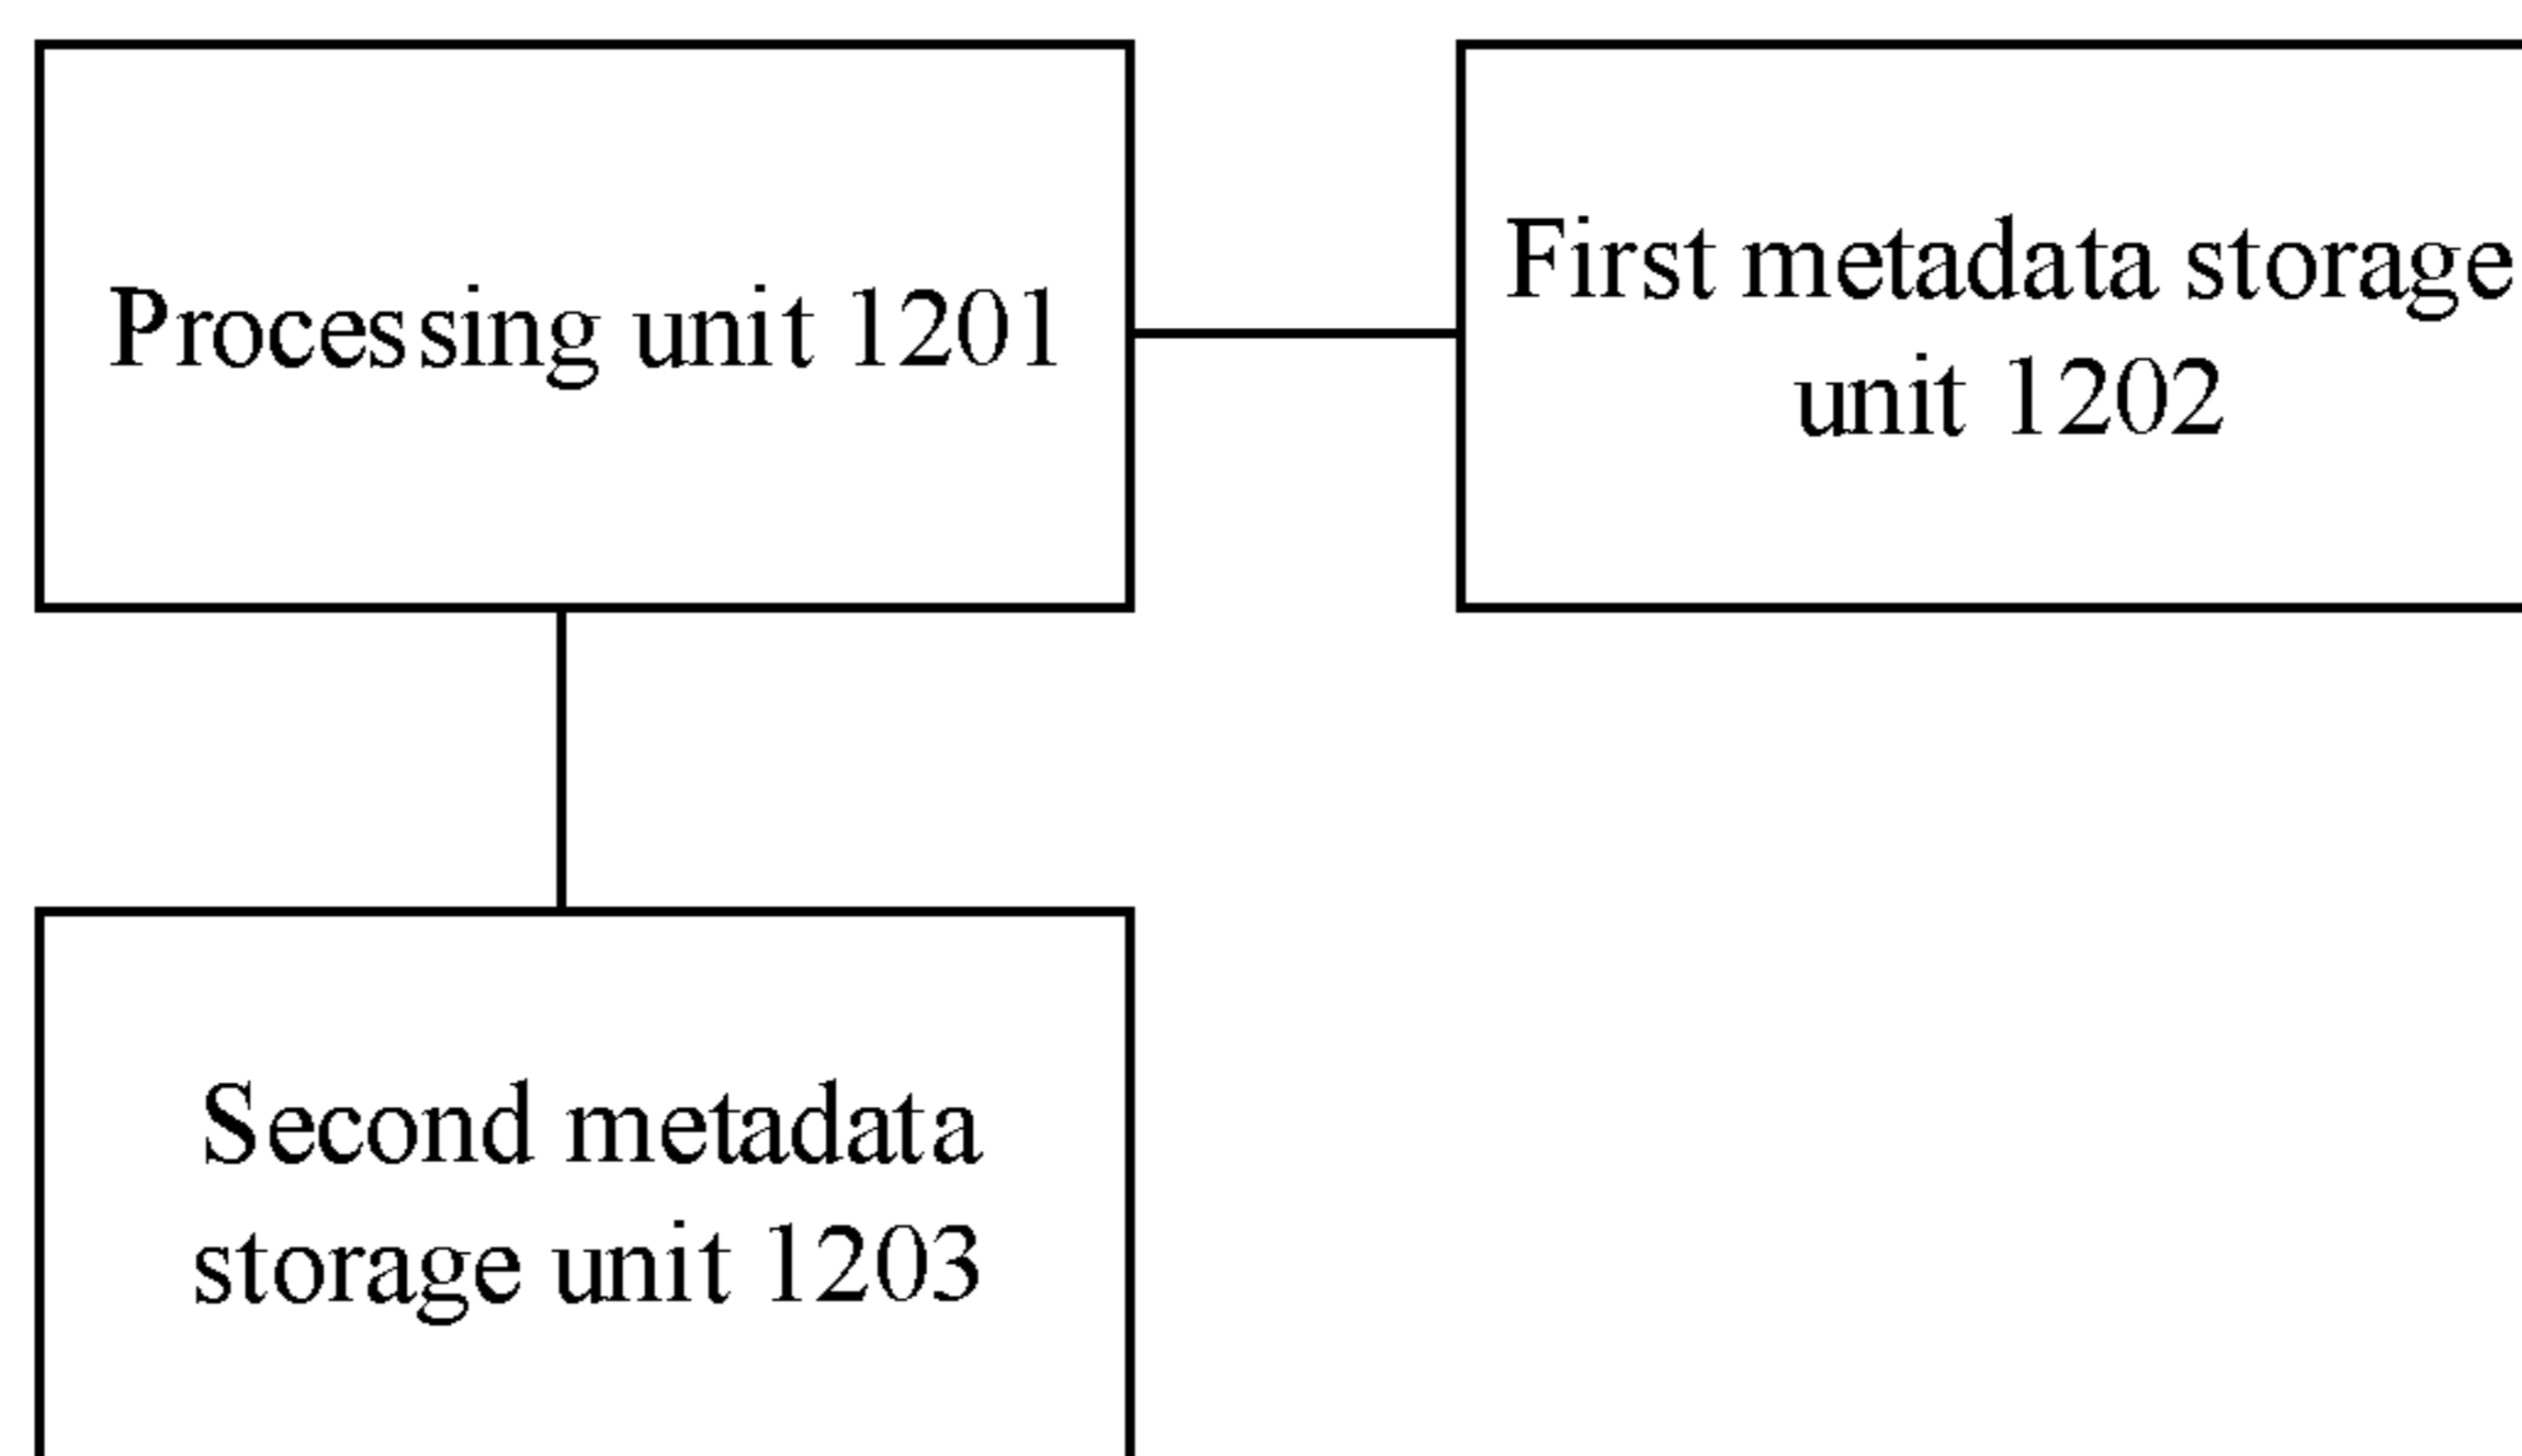 Processing unit 1201
First metadata storage
unit 1202
Second metadata
storage unit 1203